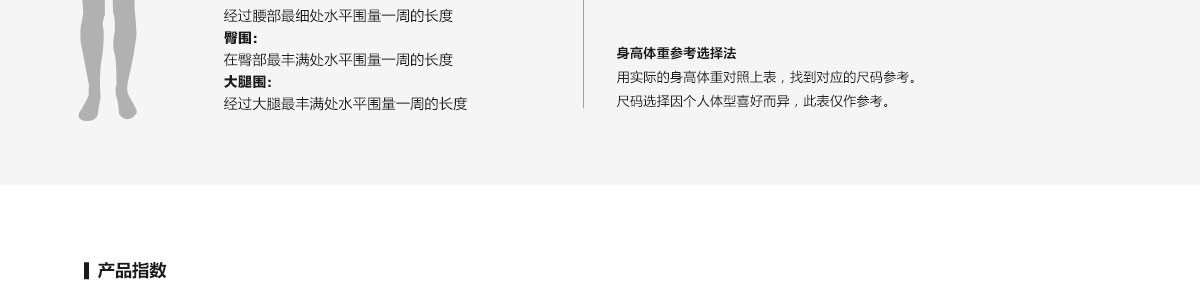 经过腰部最细处水平围量一周的长度
臀围：
在臀部最丰满处水平围量一周的长度
大腿围：
经过大腿最丰满处水平围量一周的长度
身高体重参考选择法
用实际的身高体重对照上表，找到对应的尺码参考。
尺码选择因个人体型喜好而异，此表仅作参考。
产品指数